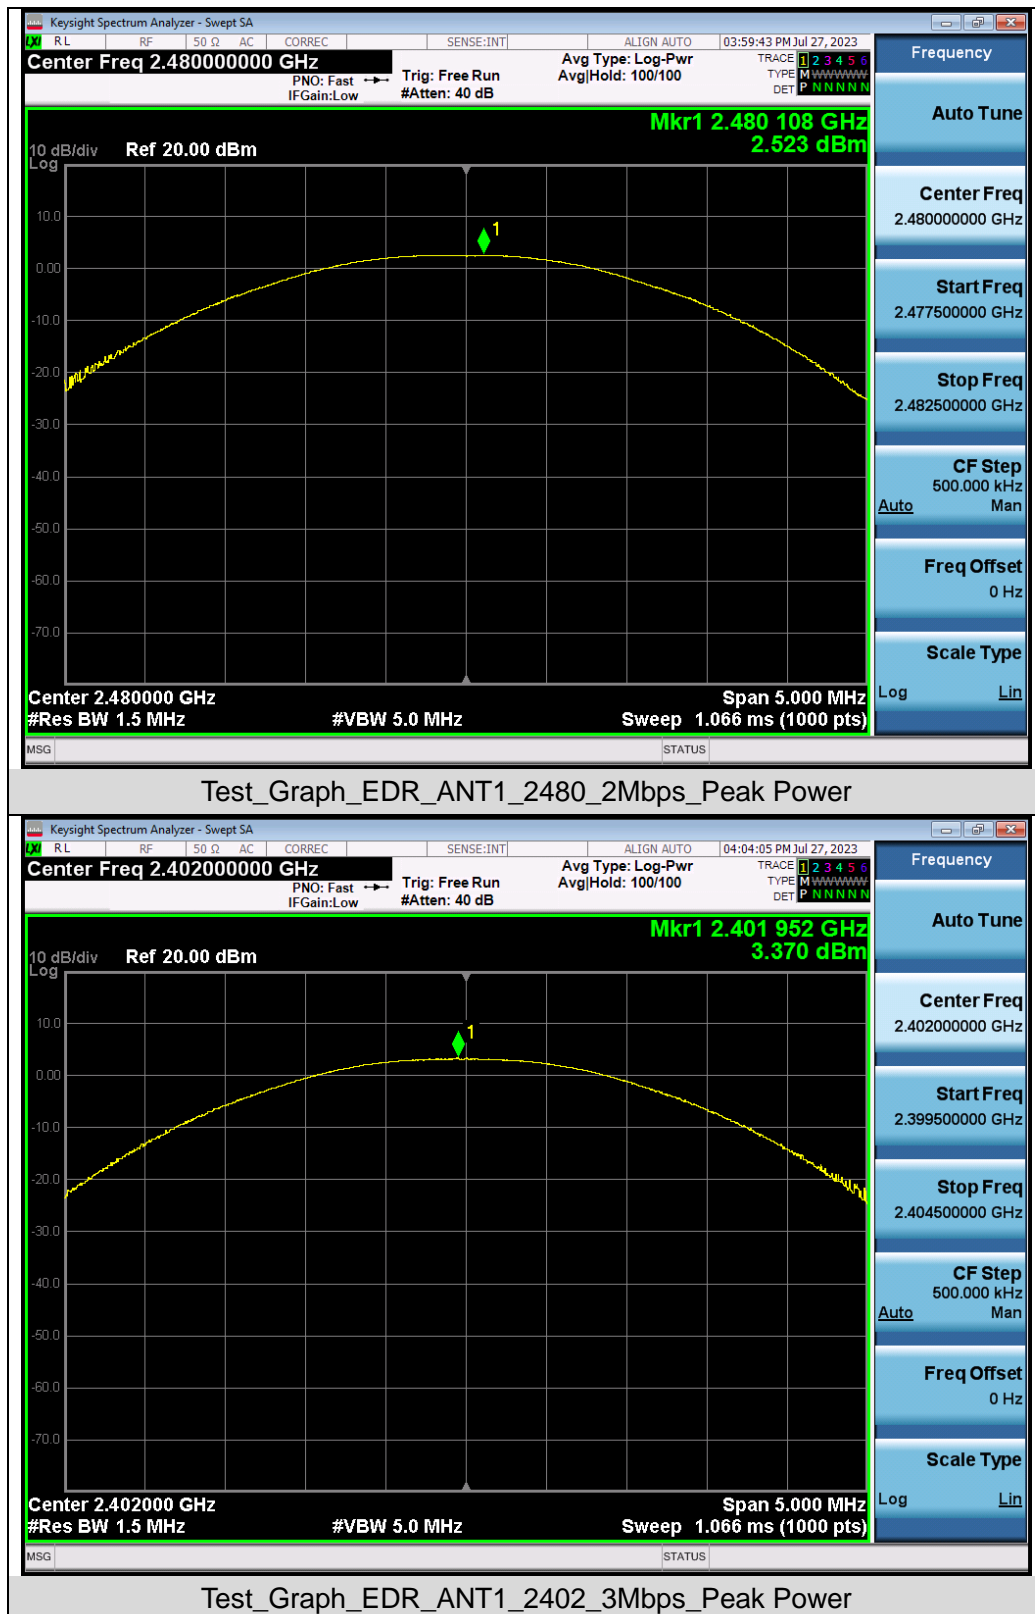 Keysight Spectrum Analyzer - Swept SA
LXI RL RF 50 Ω AC CORREC SENSE:INT ALIGN AUTO 03:59:43 PM Jul 27, 2023
Center Freq 2.480000000 GHz
PNO: Fast
IFGain:Low
Trig: Free Run
#Atten: 40 dB
Avg Type: Log-Pwr
Avg|Hold: 100/100
TRACE 1 2 3 4 5 6
TYPE M WWWWW
DET P N N N N N
Mkr1 2.480 108 GHz
2.523 dBm
10 dB/div Ref 20.00 dBm
Log
1
10.0
0.00
-10.0
-20.0
-30.0
-40.0
-50.0
-60.0
-70.0
Center 2.480000 GHz Span 5.000 MHz
#Res BW 1.5 MHz #VBW 5.0 MHz Sweep 1.066 ms (1000 pts)
MSG STATUS
Frequency
Auto Tune
Center Freq
2.480000000 GHz
Start Freq
2.477500000 GHz
Stop Freq
2.482500000 GHz
CF Step
500.000 kHz
Auto Man
Freq Offset
0 Hz
Scale Type
Log Lin
Test_Graph_EDR_ANT1_2480_2Mbps_Peak Power
Keysight Spectrum Analyzer - Swept SA
LXI RL RF 50 Ω AC CORREC SENSE:INT ALIGN AUTO 04:04:05 PM Jul 27, 2023
Center Freq 2.402000000 GHz
PNO: Fast
IFGain:Low
Trig: Free Run
#Atten: 40 dB
Avg Type: Log-Pwr
Avg|Hold: 100/100
TRACE 1 2 3 4 5 6
TYPE M WWWWW
DET P N N N N N
Mkr1 2.401 952 GHz
3.370 dBm
10 dB/div Ref 20.00 dBm
Log
1
10.0
0.00
-10.0
-20.0
-30.0
-40.0
-50.0
-60.0
-70.0
Center 2.402000 GHz Span 5.000 MHz
#Res BW 1.5 MHz #VBW 5.0 MHz Sweep 1.066 ms (1000 pts)
MSG STATUS
Frequency
Auto Tune
Center Freq
2.402000000 GHz
Start Freq
2.399500000 GHz
Stop Freq
2.404500000 GHz
CF Step
500.000 kHz
Auto Man
Freq Offset
0 Hz
Scale Type
Log Lin
Test_Graph_EDR_ANT1_2402_3Mbps_Peak Power